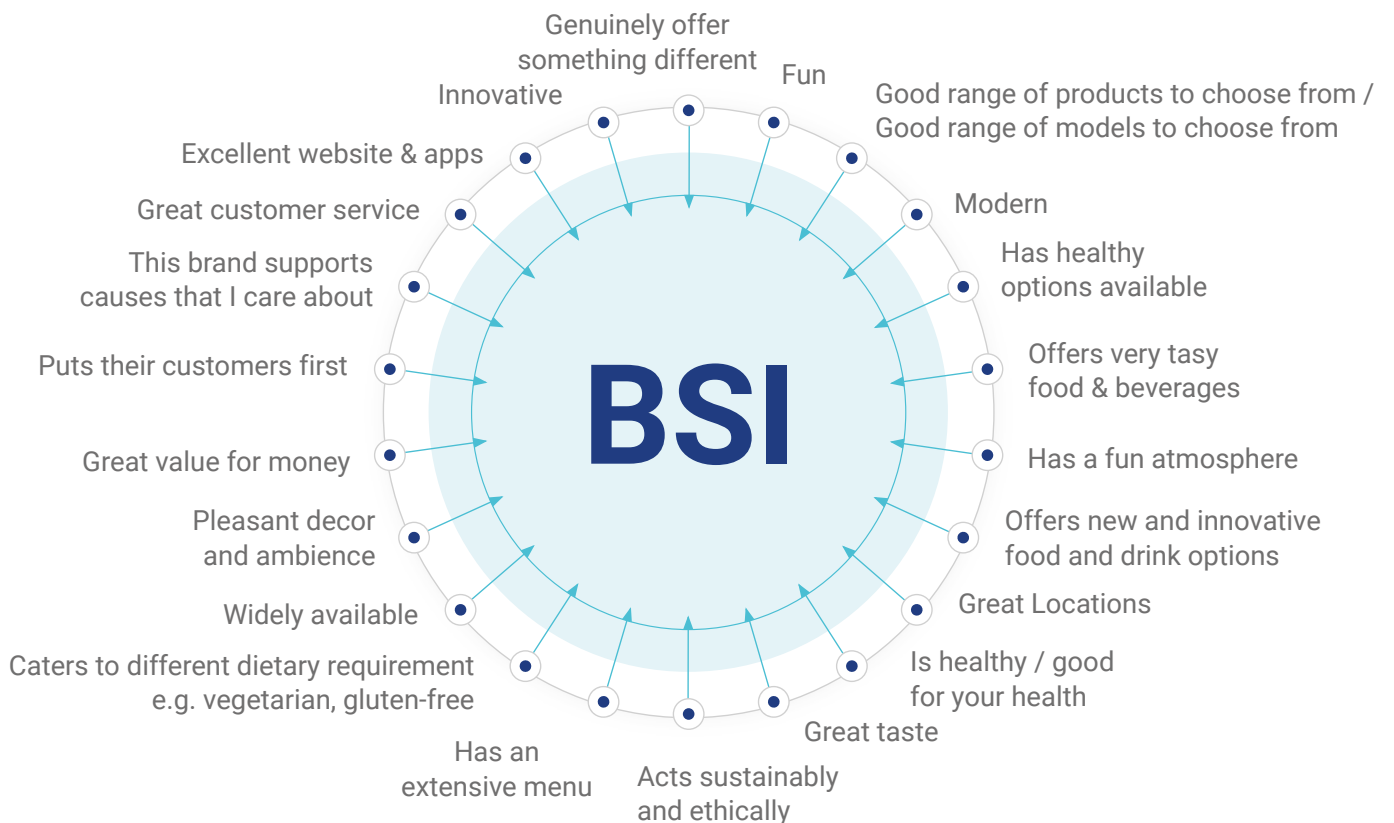 Genuinely offer
something different
Fun
Innovative
Good range of products to choose from /
Good range of models to choose from
Excellent website & apps
Modern
Great customer service
Has healthy
options available
This brand supports
causes that I care about
Offers very tasy
food & beverages
Puts their customers first
BSI
Great value for money
Has a fun atmosphere
Pleasant decor
and ambience
Offers new and innovative
food and drink options
Widely available
Great Locations
Caters to different dietary requirement
e.g. vegetarian, gluten-free
Is healthy / good
for your health
Great taste
Has an
extensive menu
Acts sustainably
and ethically